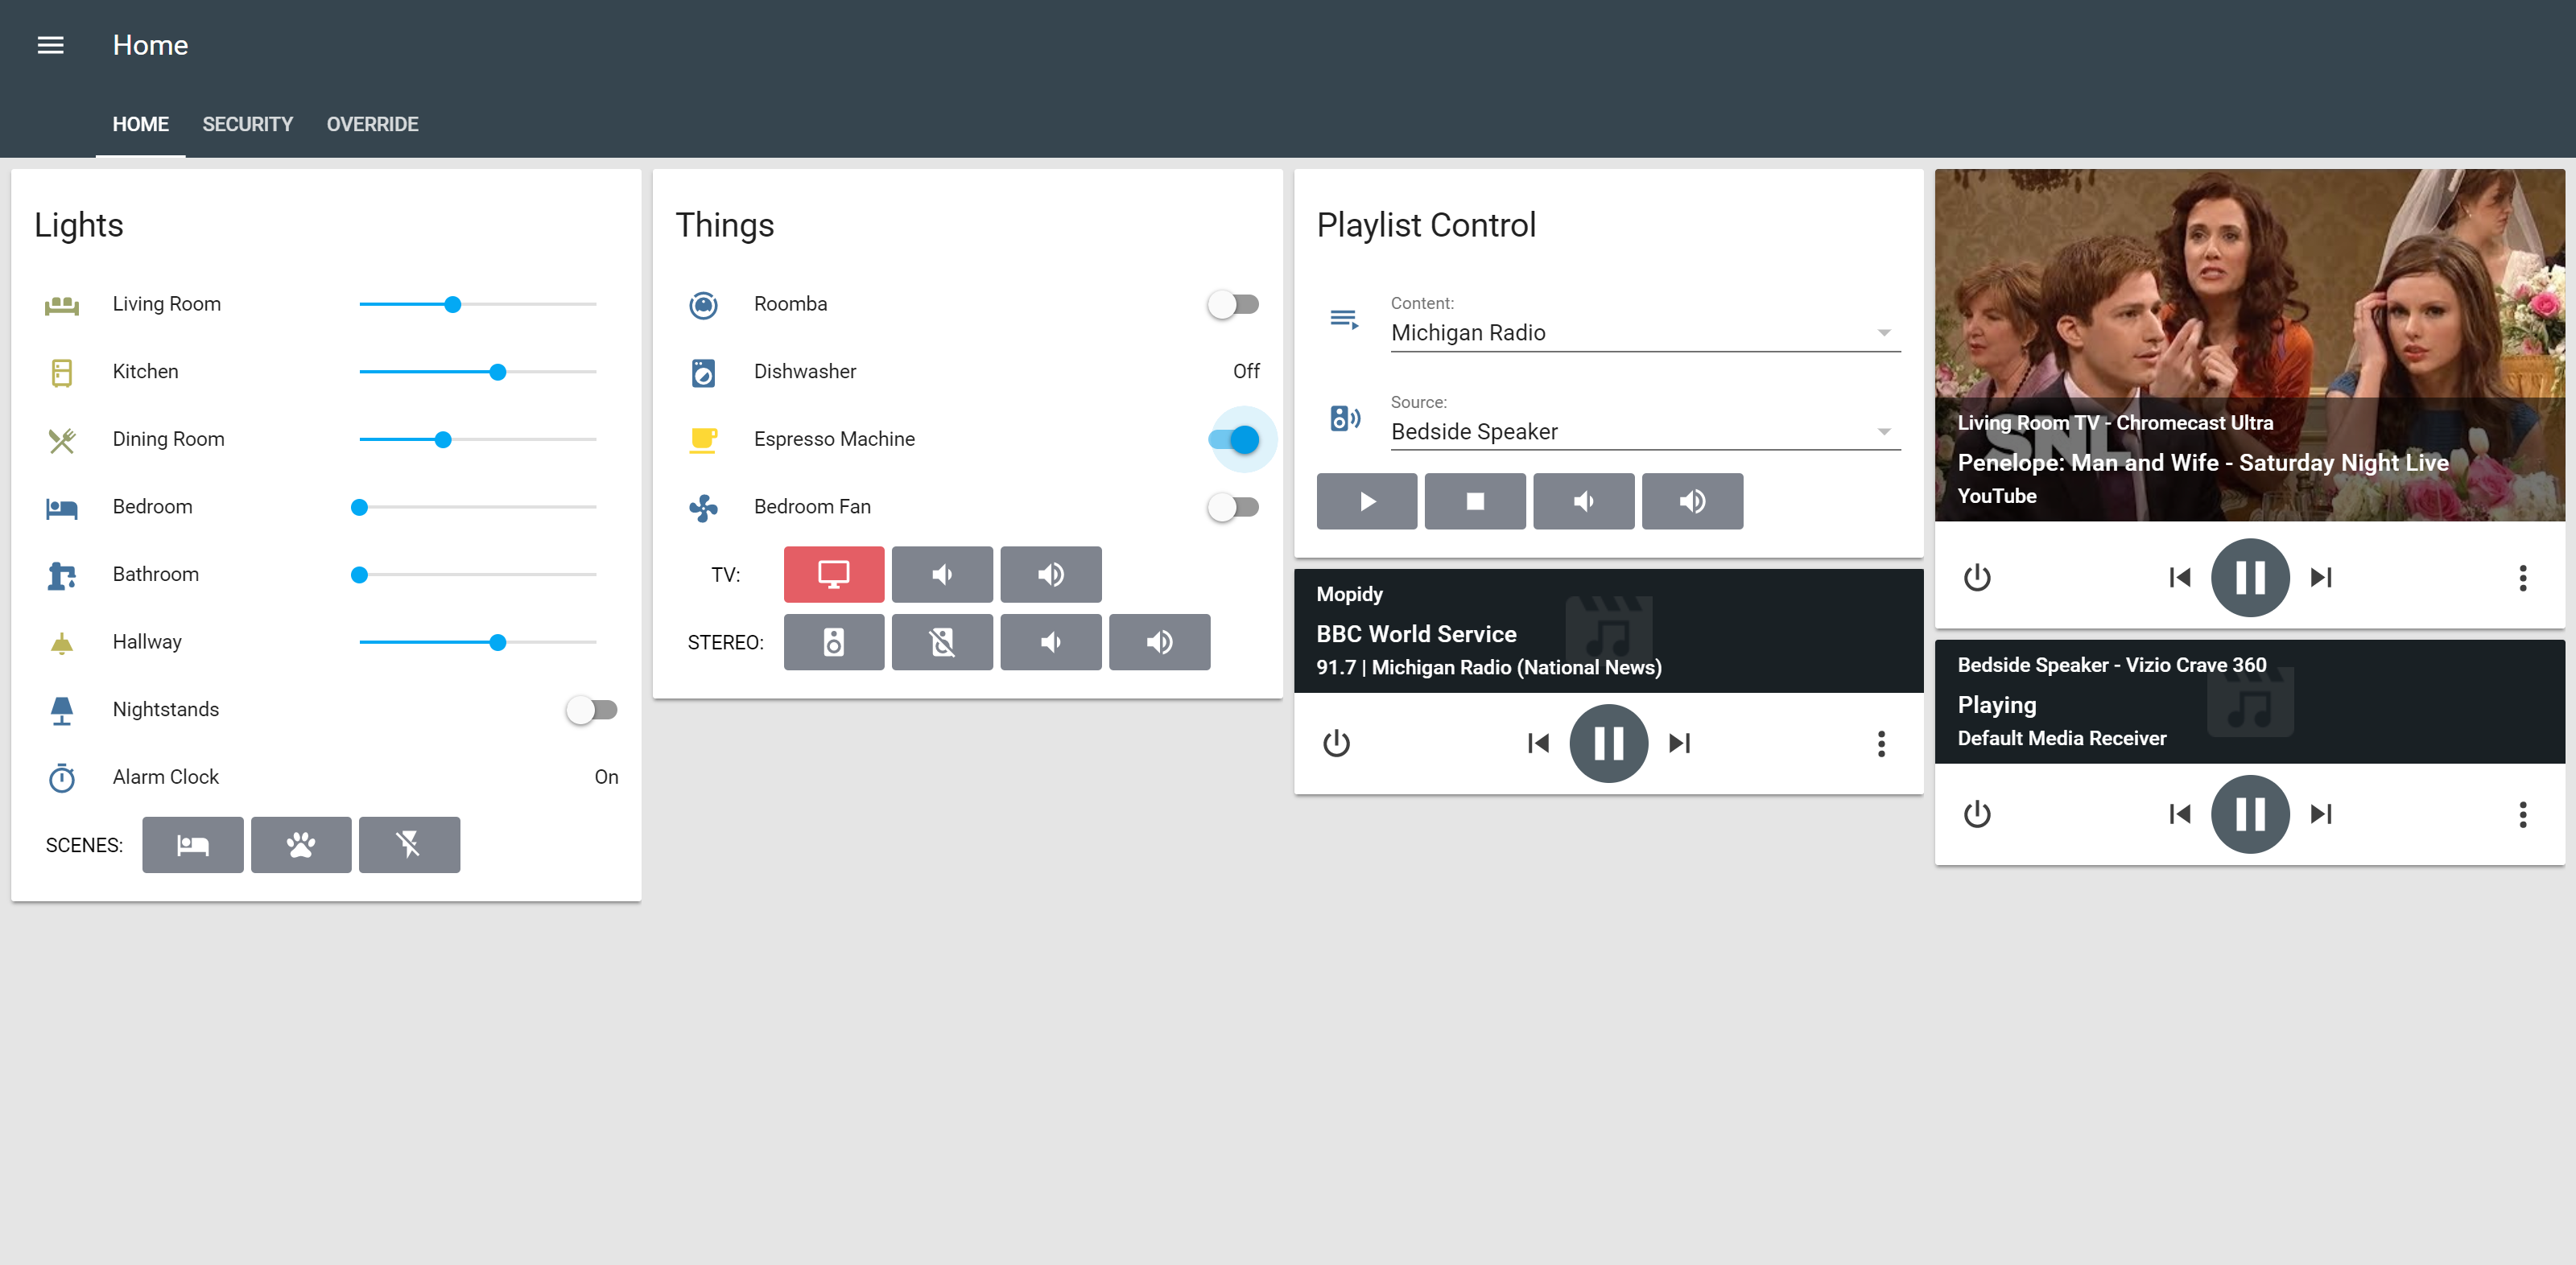 Home
HOME SECURITY OVERRIDE
Lights
Living Room
Kitchen
Dining Room
Bedroom
Bathroom
Hallway
Nightstands
Alarm Clock On
SCENES:
Things
Roomba
Dishwasher Off
Espresso Machine
Bedroom Fan
TV:
STEREO:
Playlist Control
Content:
Michigan Radio
Source:
Bedside Speaker
Mopidy
BBC World Service
91.7 | Michigan Radio (National News)
SNL
Living Room TV - Chromecast Ultra
Penelope: Man and Wife - Saturday Night Live
YouTube
Bedside Speaker - Vizio Crave 360
Playing
Default Media Receiver